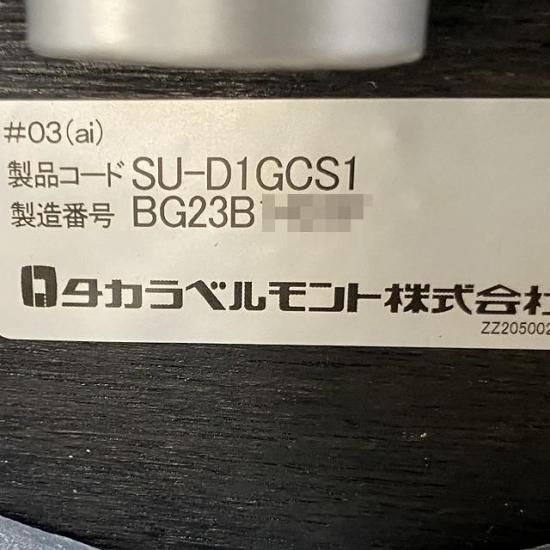 #03(ai)
製品コード SU-D1GCS1
製造番号 BG23B
タカラベルモント株式会社
ZZ205002